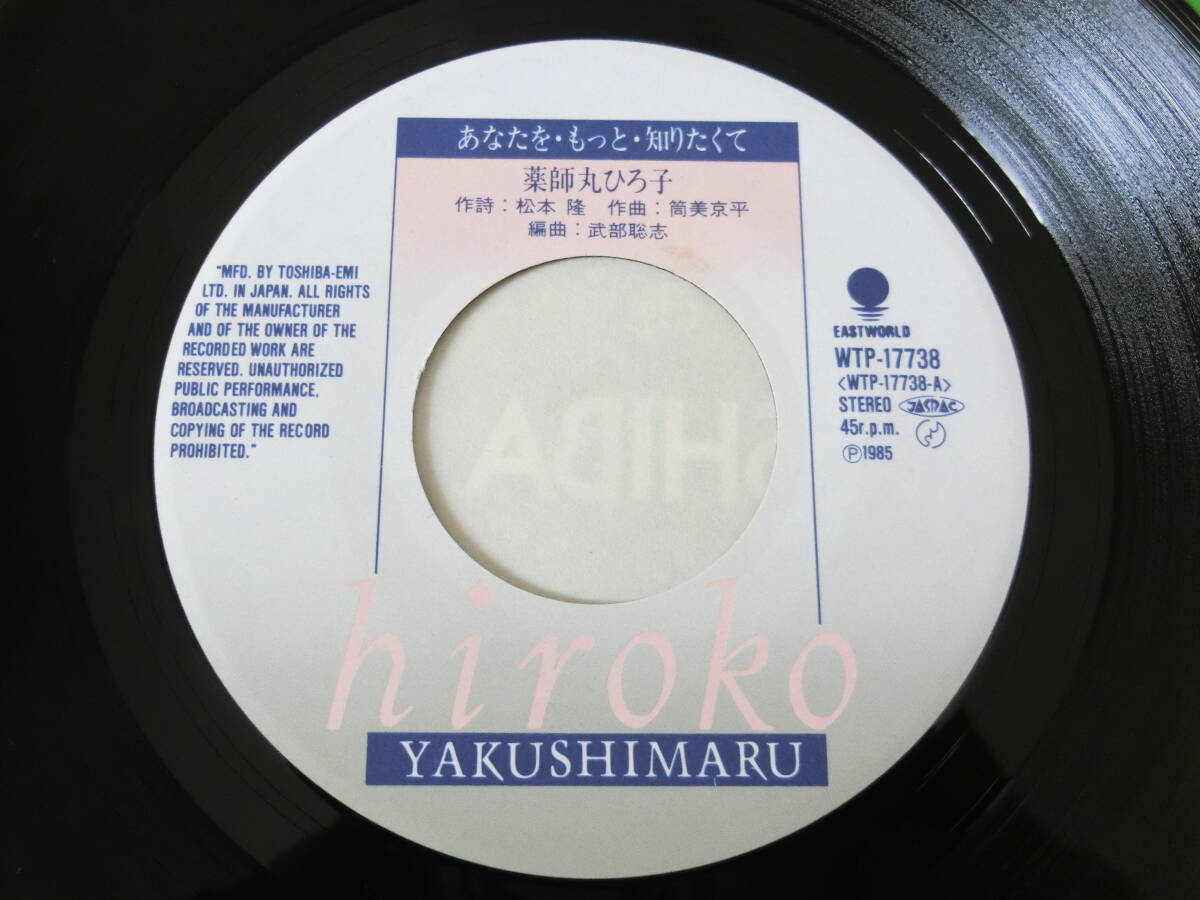 あなたを・もっと・知りたくて
薬師丸ひろ子
作詩：松本 隆 作曲：筒美京平
編曲：武部聡志
"MFD. BY TOSHIBA-EMI
LTD. IN JAPAN. ALL RIGHTS
OF THE MANUFACTURER
AND OF THE OWNER OF THE
RECORDED WORK ARE
RESERVED. UNAUTHORIZED
PUBLIC PERFORMANCE,
BROADCASTING AND
COPYING OF THE RECORD
PROHIBITED."
EASTWORLD
WTP-17738
<WTP-17738-A>
STEREO JASRAC
45r.p.m.
Ⓟ1985
SHIBA
hiroko
YAKUSHIMARU